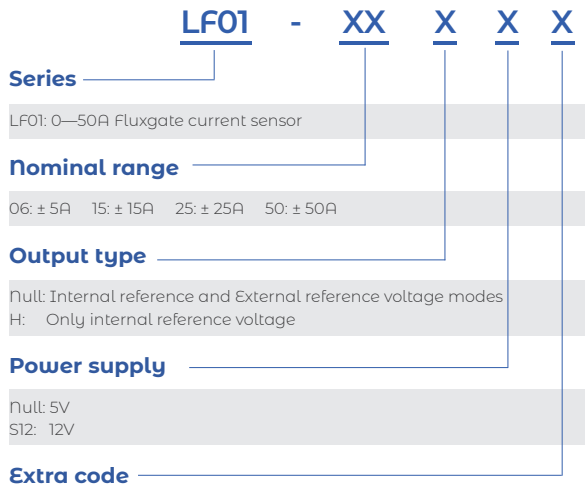 LF01 - XX X X X
Series
LF01: 0—50A Fluxgate current sensor
Nominal range
06: ± 5A 15: ± 15A 25: ± 25A 50: ± 50A
Output type
Null: Internal reference and External reference voltage modes
H: Only internal reference voltage
Power supply
Null: 5V
S12: 12V
Extra code